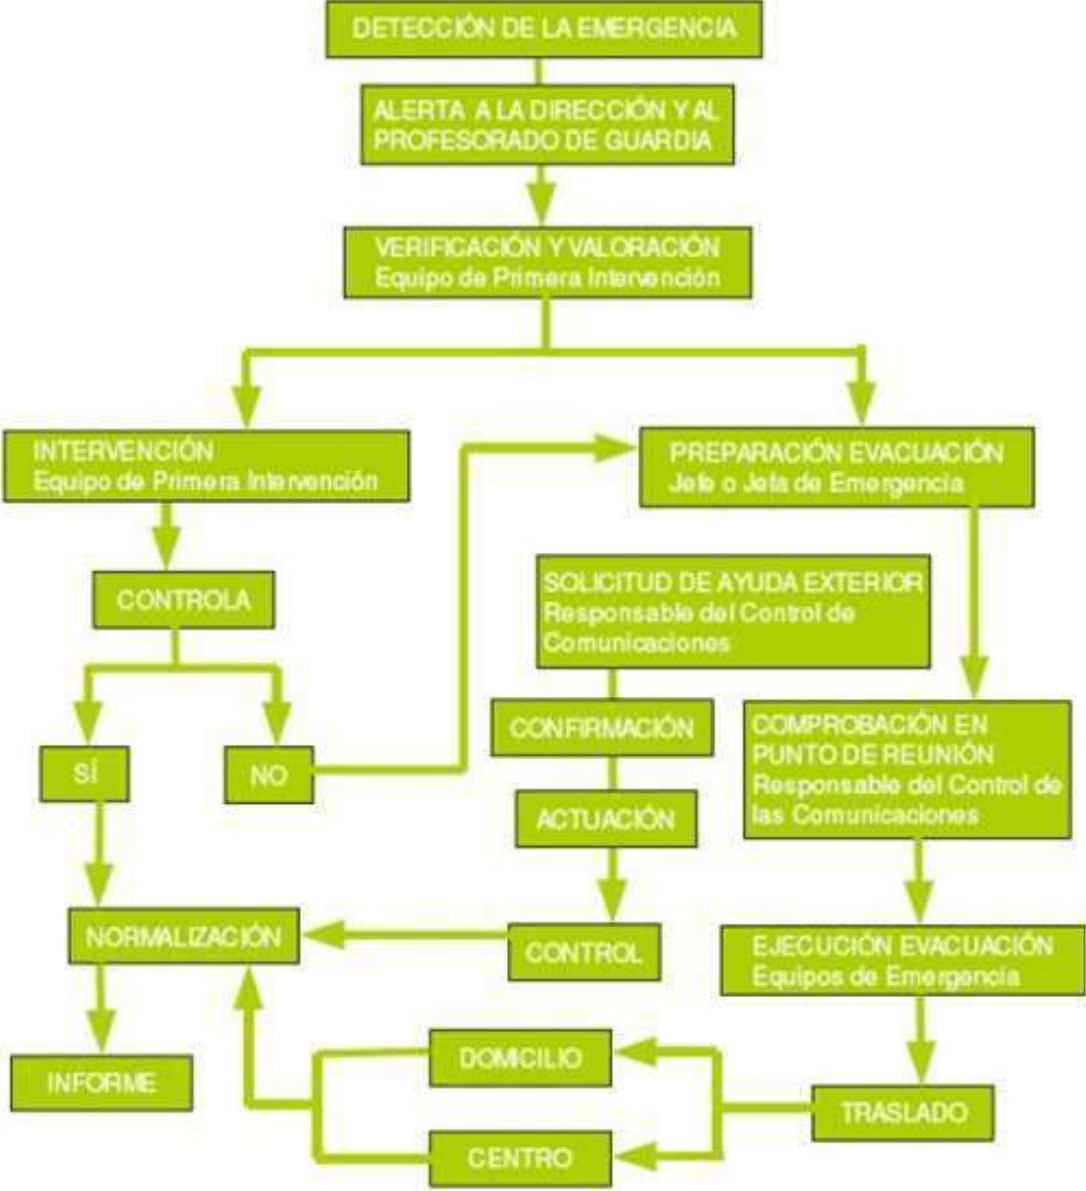 DETECCIÓN DE LA EMERGENCIA
ALERTA A LA DIRECCIÓN Y AL
PROFESORADO DE GUARDIA
VERIFICACIÓN Y VALORACIÓN
Equipo de Primera Intervención
INTERVENCIÓN
Equipo de Primera Intervención
PREPARACIÓN EVACUACIÓN
Jefe o Jefa de Emergencia
CONTROLA
SOLICITUD DE AYUDA EXTERIOR
Responsable del Control de
Comunicaciones
SÍ
NO
CONFIRMACIÓN
COMPROBACIÓN EN
PUNTO DE REUNIÓN
Responsable del Control de
las Comunicaciones
ACTUACIÓN
NORMALIZACIÓN
CONTROL
EJECUCIÓN EVACUACIÓN
Equipos de Emergencia
INFORME
DOMICILIO
TRASLADO
CENTRO